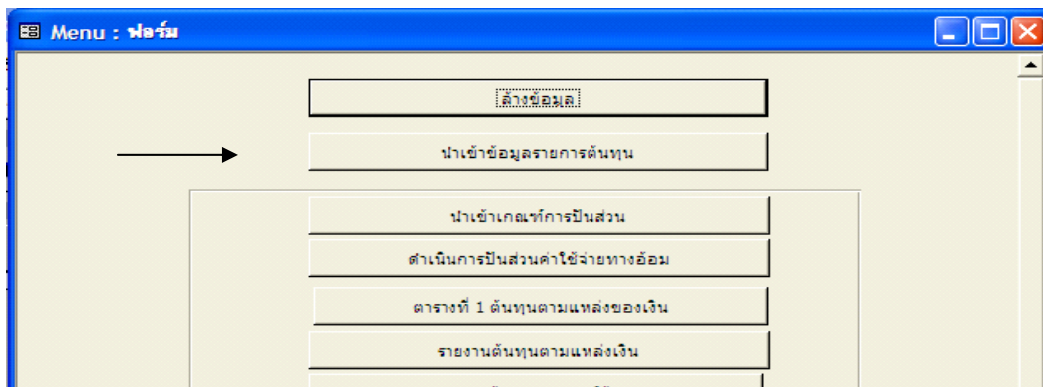 Menu : ฟอร์ม
ล้างข้อมูล
นำเข้าข้อมูลรายการต้นทุน
นำเข้าเกณฑ์การปันส่วน
ดำเนินการปันส่วนค่าใช้จ่ายทางอ้อม
ตารางที่ 1 ต้นทุนตามแหล่งของเงิน
รายงานต้นทุนตามแหล่งเงิน